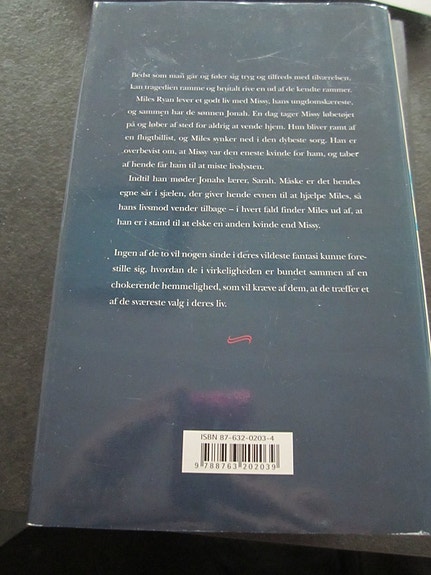 Bedst som man går og føler sig tryg og tilfreds med tilværelsen,
kan tragedien ramme og brutalt rive en ud af de kendte rammer.
Miles Ryan lever et godt liv med Missy, hans ungdomskæreste,
og sammen har de sønnen Jonah. En dag tager Missy løbetøjet
på og løber af sted for aldrig at vende hjem. Hun bliver ramt af
en flugtbilist, og Miles synker ned i den dybeste sorg. Han er
overbevist om, at Missy var den eneste kvinde for ham, og tabet
af hende får ham til at miste livslysten.
Indtil han møder Jonahs lærer, Sarah. Måske er det hendes
egne sår i sjælen, der giver hende evnen til at hjælpe Miles, så
hans livsmod vender tilbage – i hvert fald finder Miles ud af, at
han er i stand til at elske en anden kvinde end Missy.
Ingen af de to vil nogen sinde i deres vildeste fantasi kunne fore-
stille sig, hvordan de i virkeligheden er bundet sammen af en
chokerende hemmelighed, som vil kræve af dem, at de træffer et
af de sværeste valg i deres liv.
ISBN 87-632-0203-4
9 788763 202039